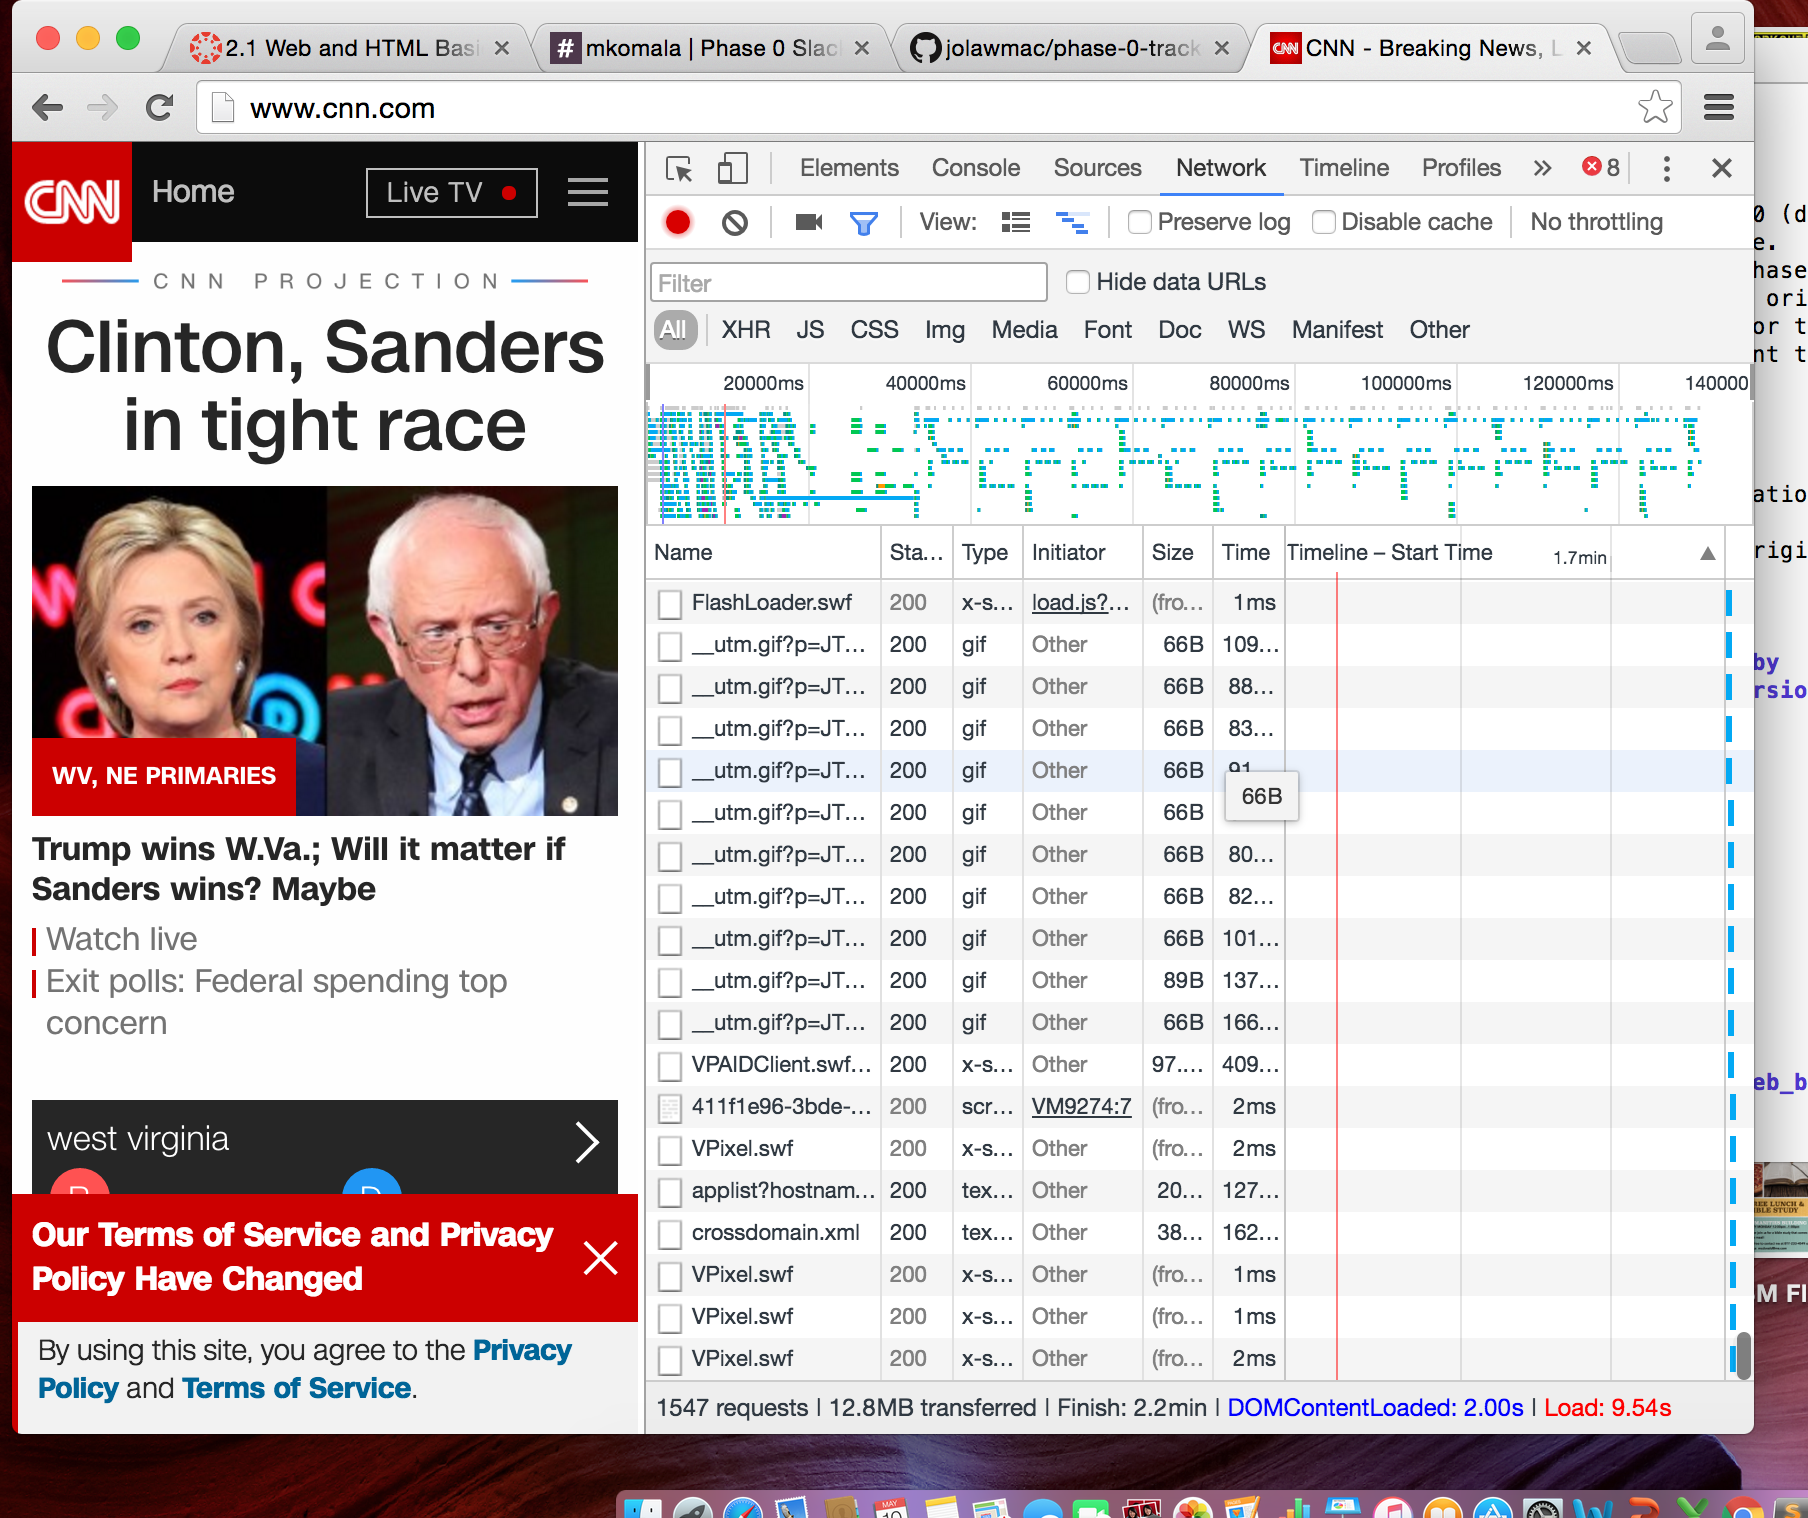 2.1 Web and HTML Basi
# mkomala | Phase 0 Slac
jolawmac/phase-0-track
CNN CNN - Breaking News, L
www.cnn.com
CNN
Home
Live TV
CNN PROJECTION
Clinton, Sanders
in tight race
WV, NE PRIMARIES
Trump wins W.Va.; Will it matter if
Sanders wins? Maybe
Watch live
Exit polls: Federal spending top
concern
west virginia
Our Terms of Service and Privacy
Policy Have Changed
By using this site, you agree to the Privacy
Policy and Terms of Service.
Elements Console Sources Network Timeline Profiles » 8
View: Preserve log Disable cache No throttling
Filter Hide data URLs
All XHR JS CSS Img Media Font Doc WS Manifest Other
20000ms 40000ms 60000ms 80000ms 100000ms 120000ms 140000
Name Sta... Type Initiator Size Time Timeline – Start Time 1.7min
FlashLoader.swf 200 x-s... load.js?... (fro... 1ms
__utm.gif?p=JT... 200 gif Other 66B 109...
__utm.gif?p=JT... 200 gif Other 66B 88...
__utm.gif?p=JT... 200 gif Other 66B 83...
__utm.gif?p=JT... 200 gif Other 66B 91
66B
__utm.gif?p=JT... 200 gif Other 66B
__utm.gif?p=JT... 200 gif Other 66B 80...
__utm.gif?p=JT... 200 gif Other 66B 82...
__utm.gif?p=JT... 200 gif Other 66B 101...
__utm.gif?p=JT... 200 gif Other 89B 137...
__utm.gif?p=JT... 200 gif Other 66B 166...
VPAIDClient.swf... 200 x-s... Other 97.... 409...
411f1e96-3bde-... 200 scr... VM9274:7 (fro... 2ms
VPixel.swf 200 x-s... Other (fro... 2ms
applist?hostnam... 200 tex... Other 20... 127...
crossdomain.xml 200 tex... Other 38... 162...
VPixel.swf 200 x-s... Other (fro... 1ms
VPixel.swf 200 x-s... Other (fro... 1ms
VPixel.swf 200 x-s... Other (fro... 2ms
1547 requests | 12.8MB transferred | Finish: 2.2min | DOMContentLoaded: 2.00s | Load: 9.54s
0 (d
e.
hase
ori
or t
nt t
atio
rigi
by
rsio
eb_b
M Fl
MAY